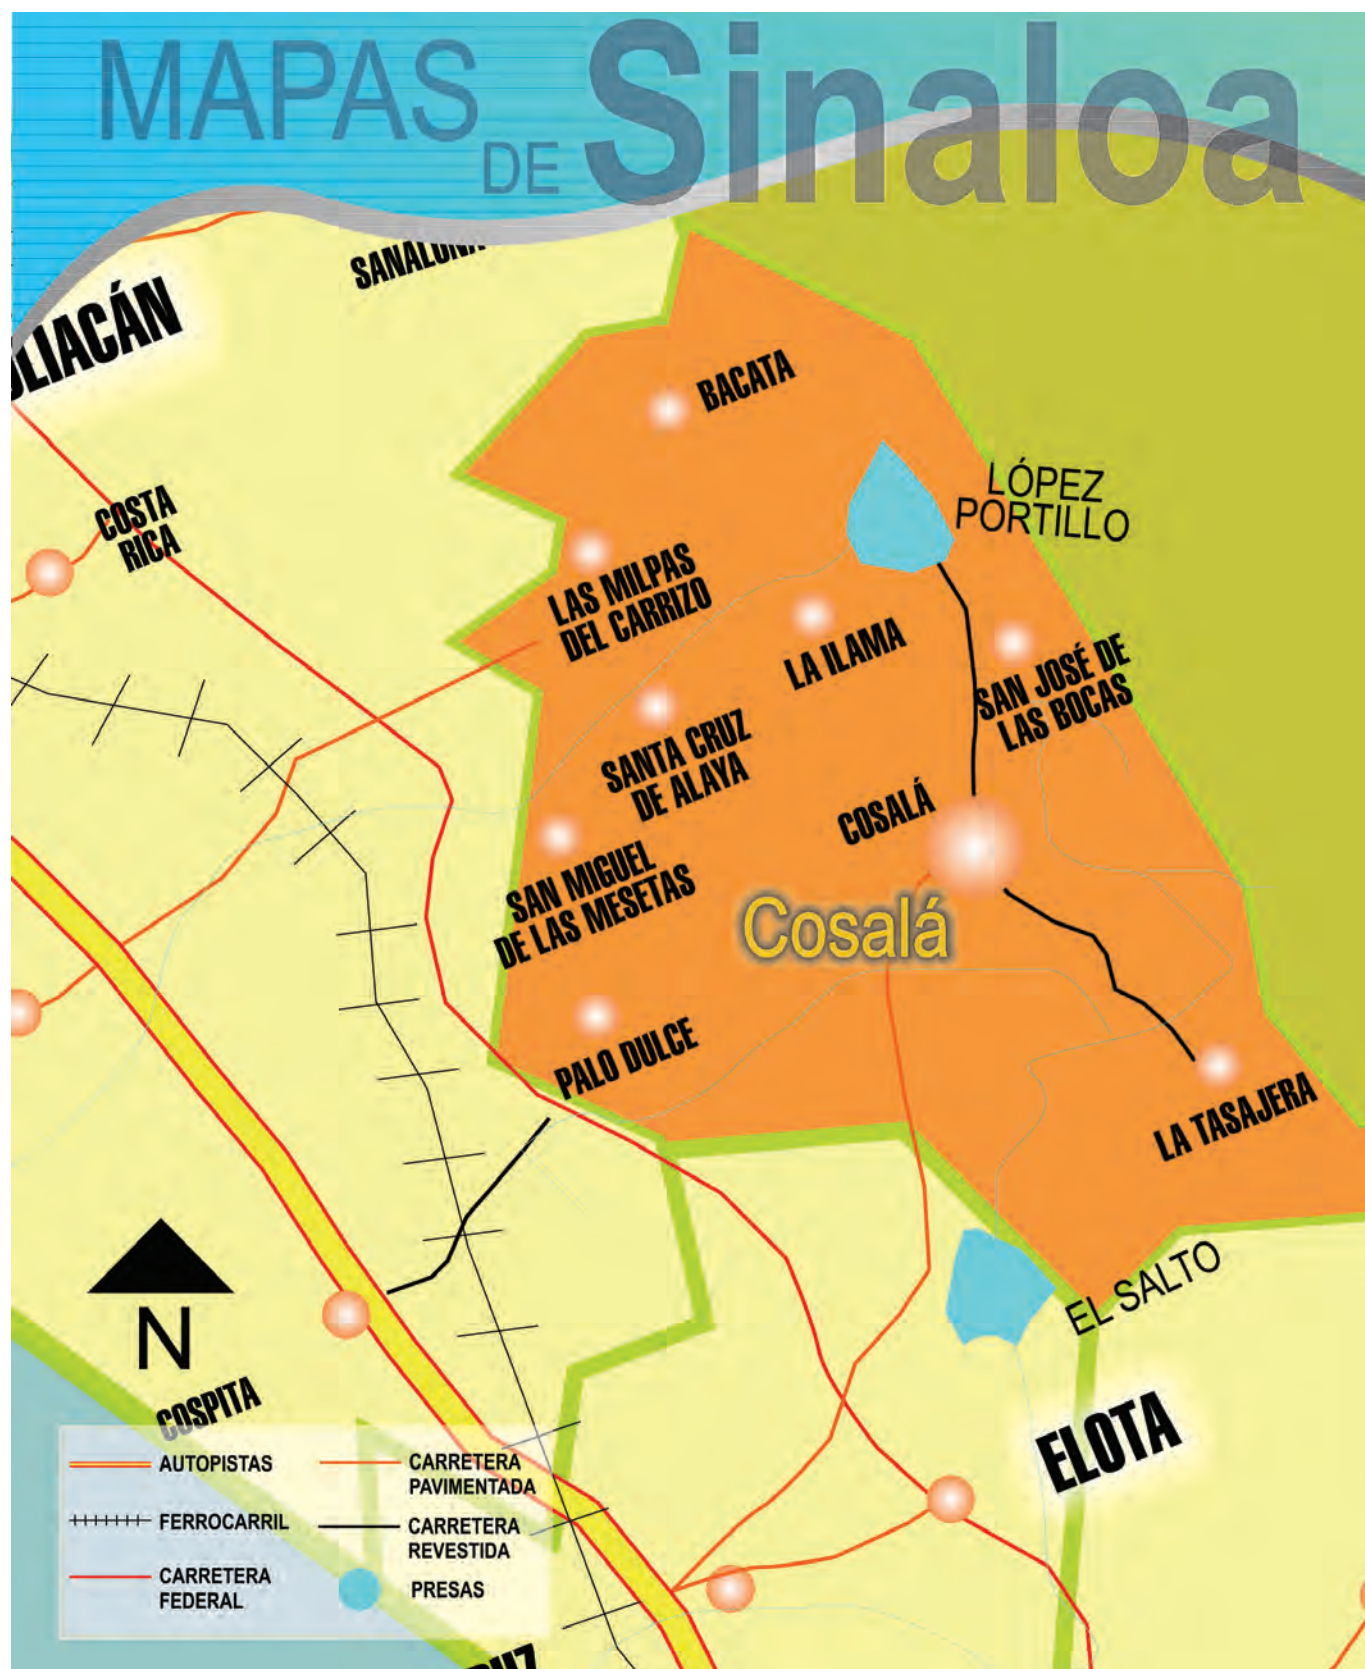 MAPAS
DE Sinaloa
SANALONA
LIACÁN
BACATA
LÓPEZ
PORTILLO
COSTA
RICA
LAS MILPAS
DEL CARRIZO
LA ILAMA
SAN JOSÉ DE
LAS BOCAS
SANTA CRUZ
DE ALAYA
COSALÁ
SAN MIGUEL
DE LAS MESETAS
Cosalá
PALO DULCE
LA TASAJERA
EL SALTO
N
COSPITA
ELOTA
AUTOPISTAS
FERROCARRIL
CARRETERA
FEDERAL
CARRETERA
PAVIMENTADA
CARRETERA
REVESTIDA
PRESAS
RUZ